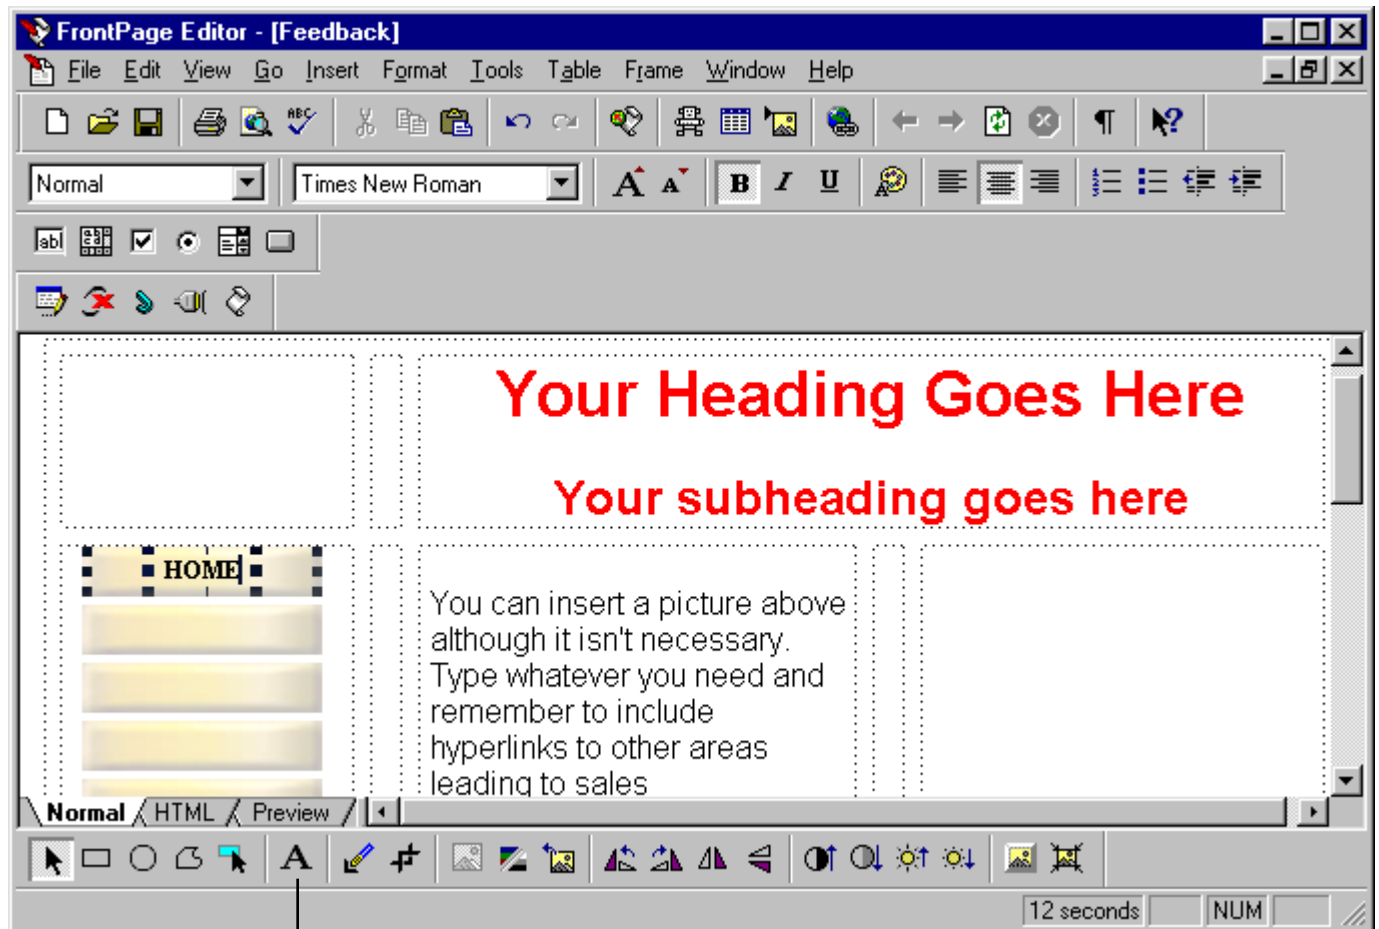 FrontPage Editor - [Feedback]
File Edit View Go Insert Format Tools Table Frame Window Help
ABC
Normal Times New Roman A A B I U
abl
Your Heading Goes Here
Your subheading goes here
HOME
You can insert a picture above
although it isn't necessary.
Type whatever you need and
remember to include
hyperlinks to other areas
leading to sales
Normal HTML Preview
A
12 seconds NUM